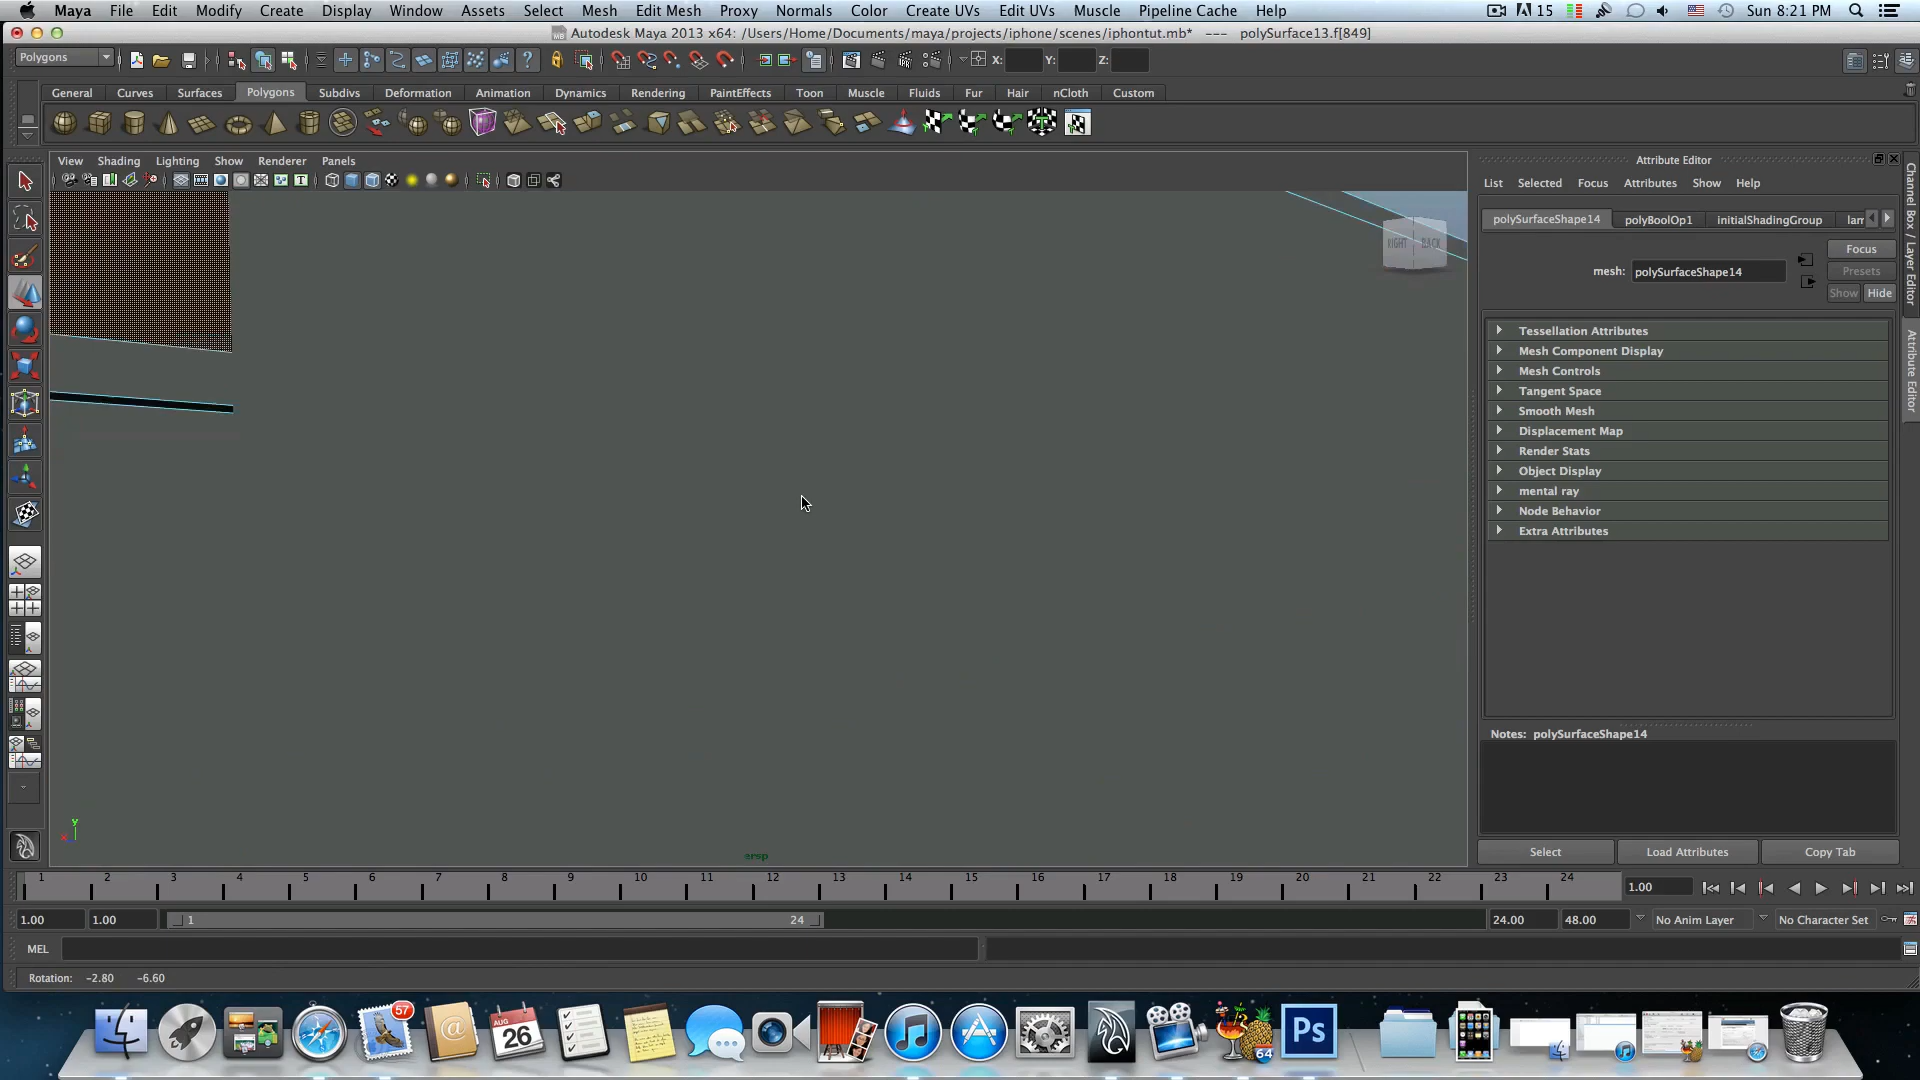 Maya File Edit Modify Create Display Window Assets Select Mesh Edit Mesh Proxy Normals Color Create UVs Edit UVs Muscle Pipeline Cache Help 15 Sun 8:21 PM
Autodesk Maya 2013 x64: /Users/Home/Documents/maya/projects/iphone/scenes/iphontut.mb* --- polySurface13.f[849]
Polygons X: Y: Z:
General Curves Surfaces Polygons Subdivs Deformation Animation Dynamics Rendering PaintEffects Toon Muscle Fluids Fur Hair nCloth Custom
View Shading Lighting Show Renderer Panels
Attribute Editor
List Selected Focus Attributes Show Help
polySurfaceShape14 polyBoolOp1 initialShadingGroup lam
RIGHT BACK
Focus
mesh: polySurfaceShape14
Presets
Show Hide
Tessellation Attributes
Mesh Component Display
Mesh Controls
Tangent Space
Smooth Mesh
Displacement Map
Render Stats
Object Display
mental ray
Node Behavior
Extra Attributes
Channel Box / Layer Editor
Attribute Editor
Notes: polySurfaceShape14
y
x
persp
Select Load Attributes Copy Tab
1 2 3 4 5 6 7 8 9 10 11 12 13 14 15 16 17 18 19 20 21 22 23 24 1.00
1.00 1.00 1 24 24.00 48.00 No Anim Layer No Character Set
MEL
Rotation: -2.80 -6.60
57
AUG
26
64
Ps